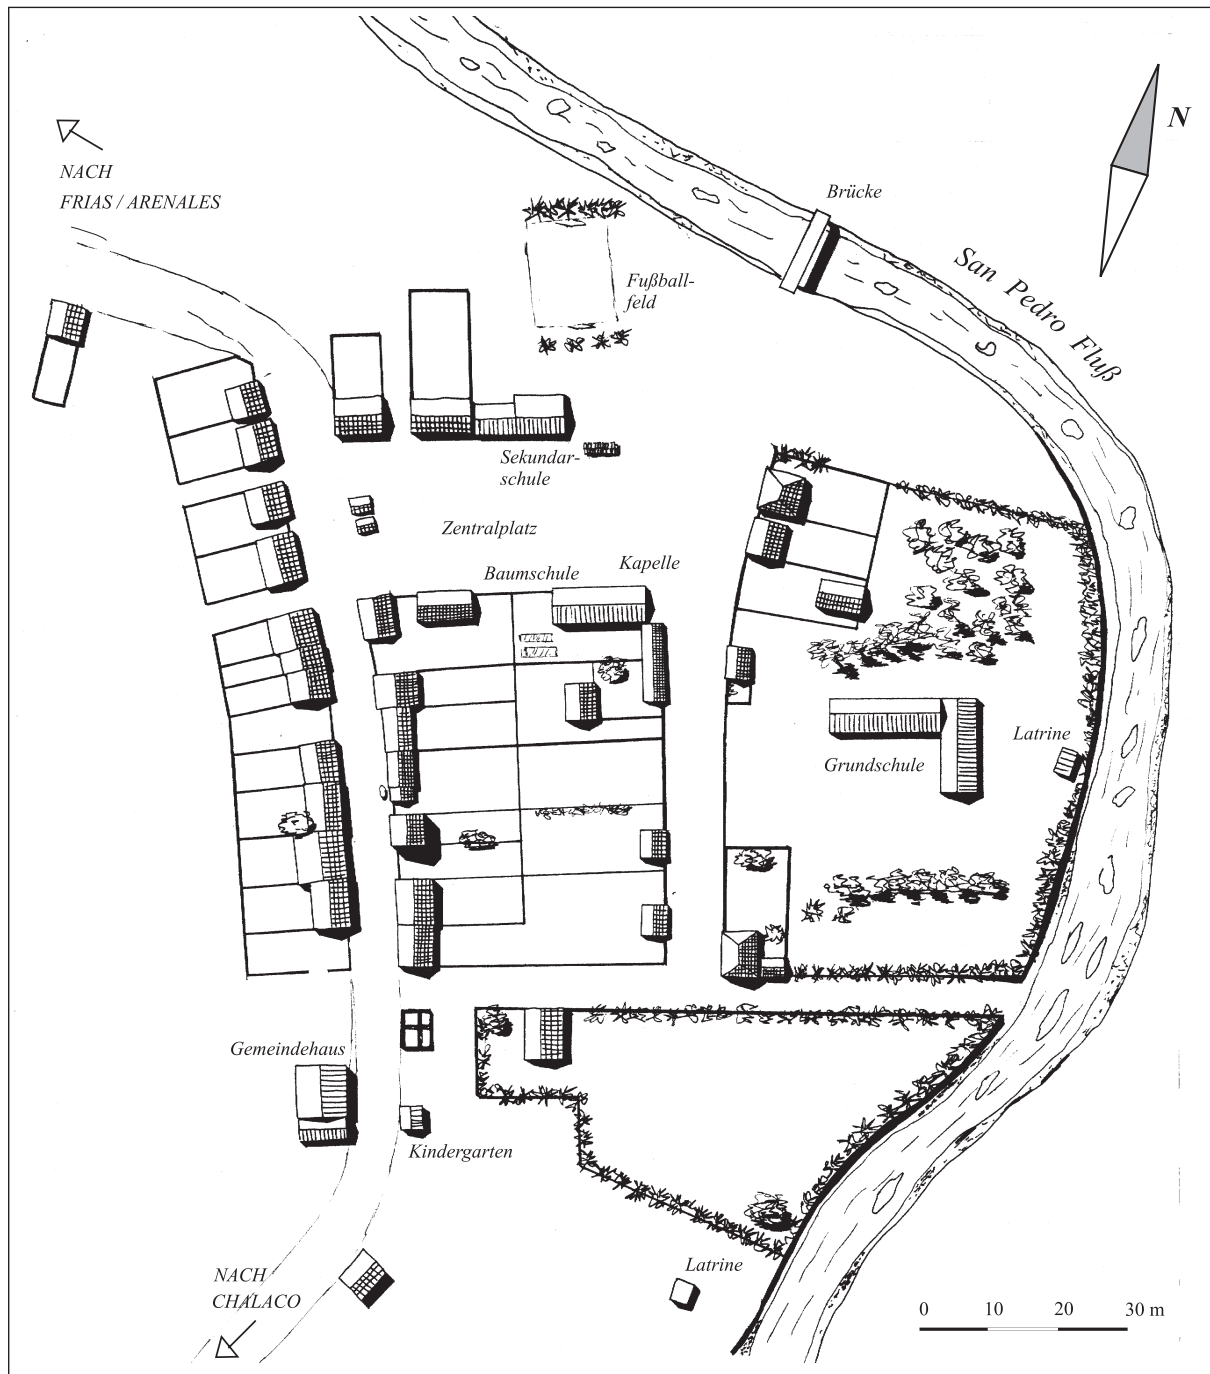 N
NACH
FRIAS / ARENALES
Brücke
San Pedro Fluß
Fußball-
feld
Sekundar-
schule
Zentralplatz
Kapelle
Baumschule
Latrine
Grundschule
Gemeindehaus
Kindergarten
Latrine
NACH
CHALACO
0 10 20 30 m